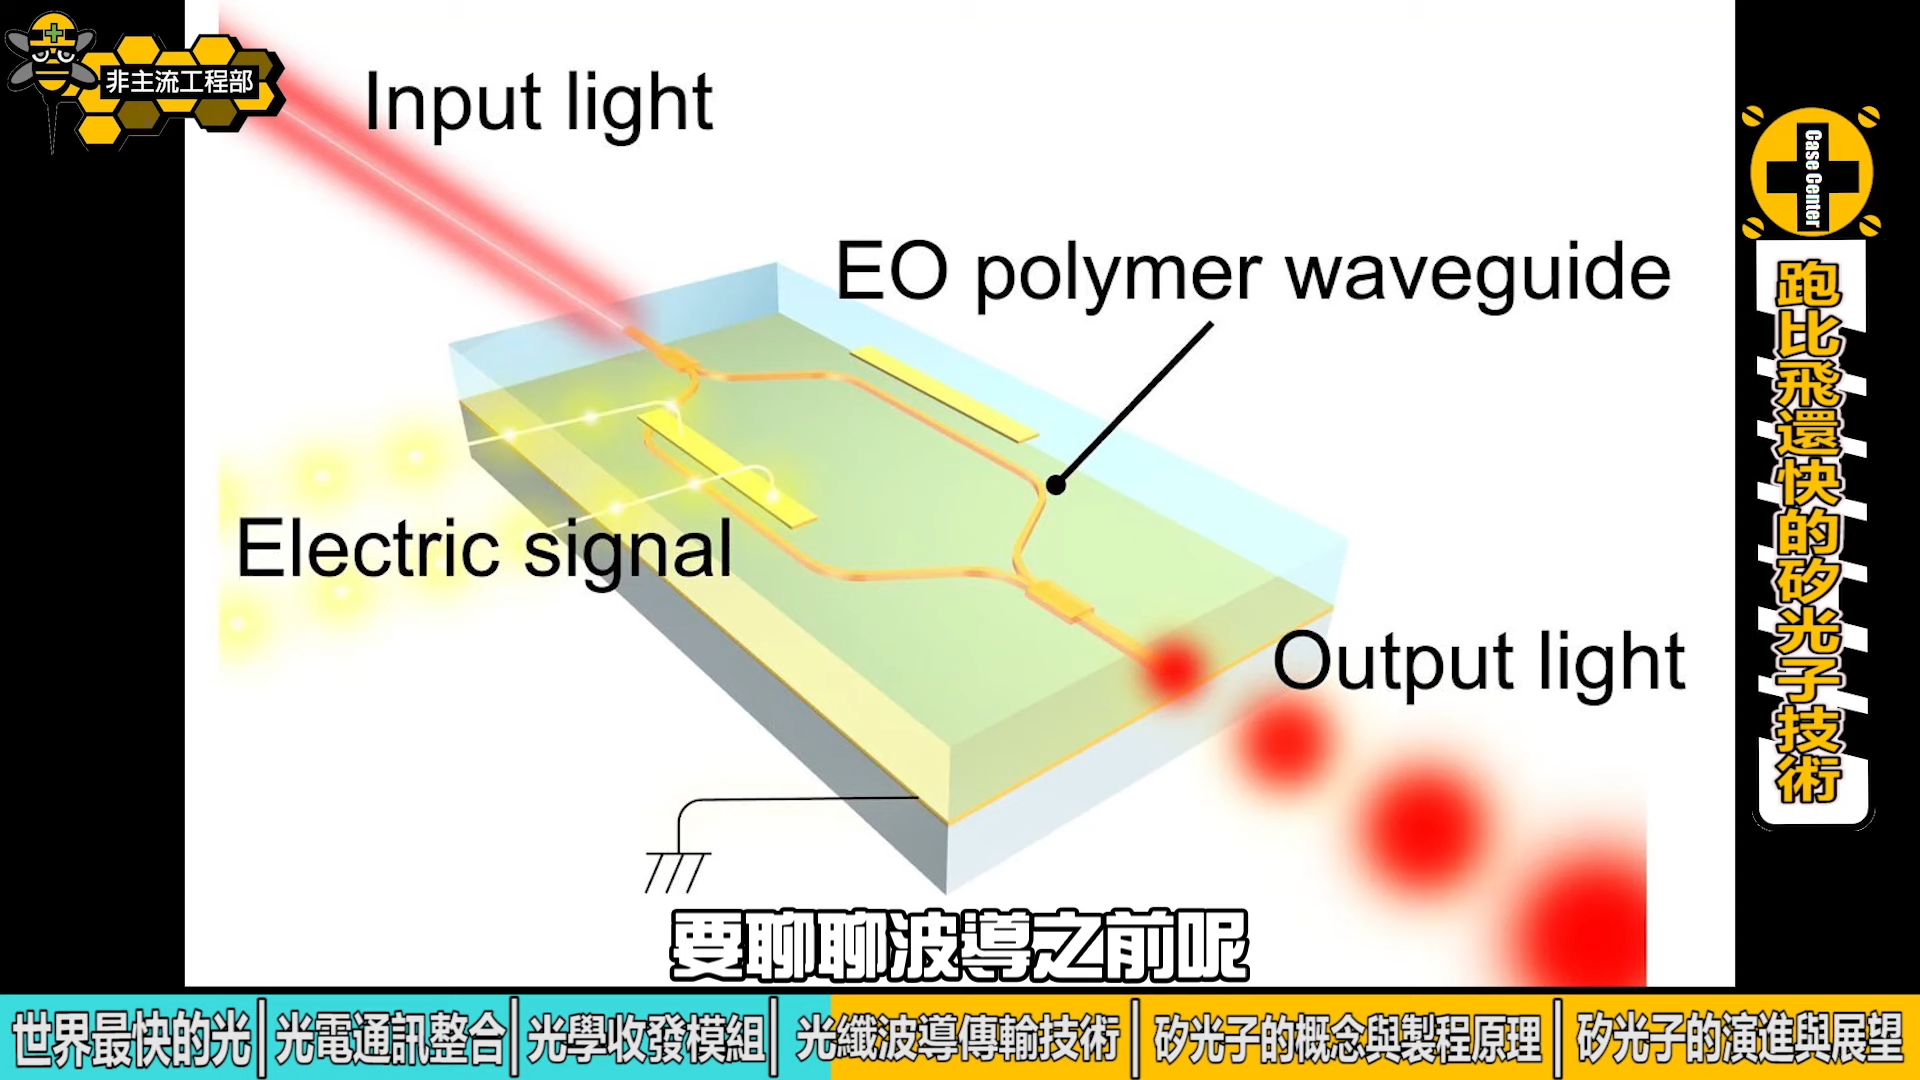 非主流工程部
Input light
Case Center
EO polymer waveguide
跑比飛還快的矽光子技術
Electric signal
Output light
要聊聊波導之前呢
世界最快的光|光電通訊整合|光學收發模組|光纖波導傳輸技術|矽光子的概念與製程原理|矽光子的演進與展望